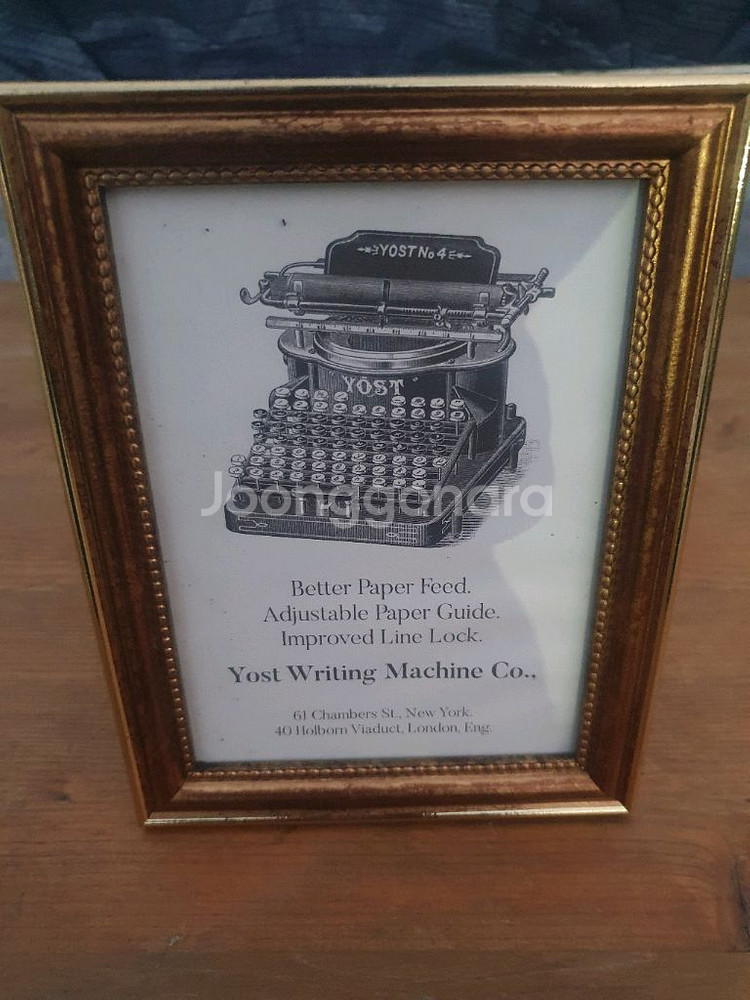 YOST No 4
YOST
Joonggonara
Better Paper Feed.
Adjustable Paper Guide.
Improved Line Lock.
Yost Writing Machine Co.,
61 Chambers St., New York.
40 Holborn Viaduct, London, Eng.